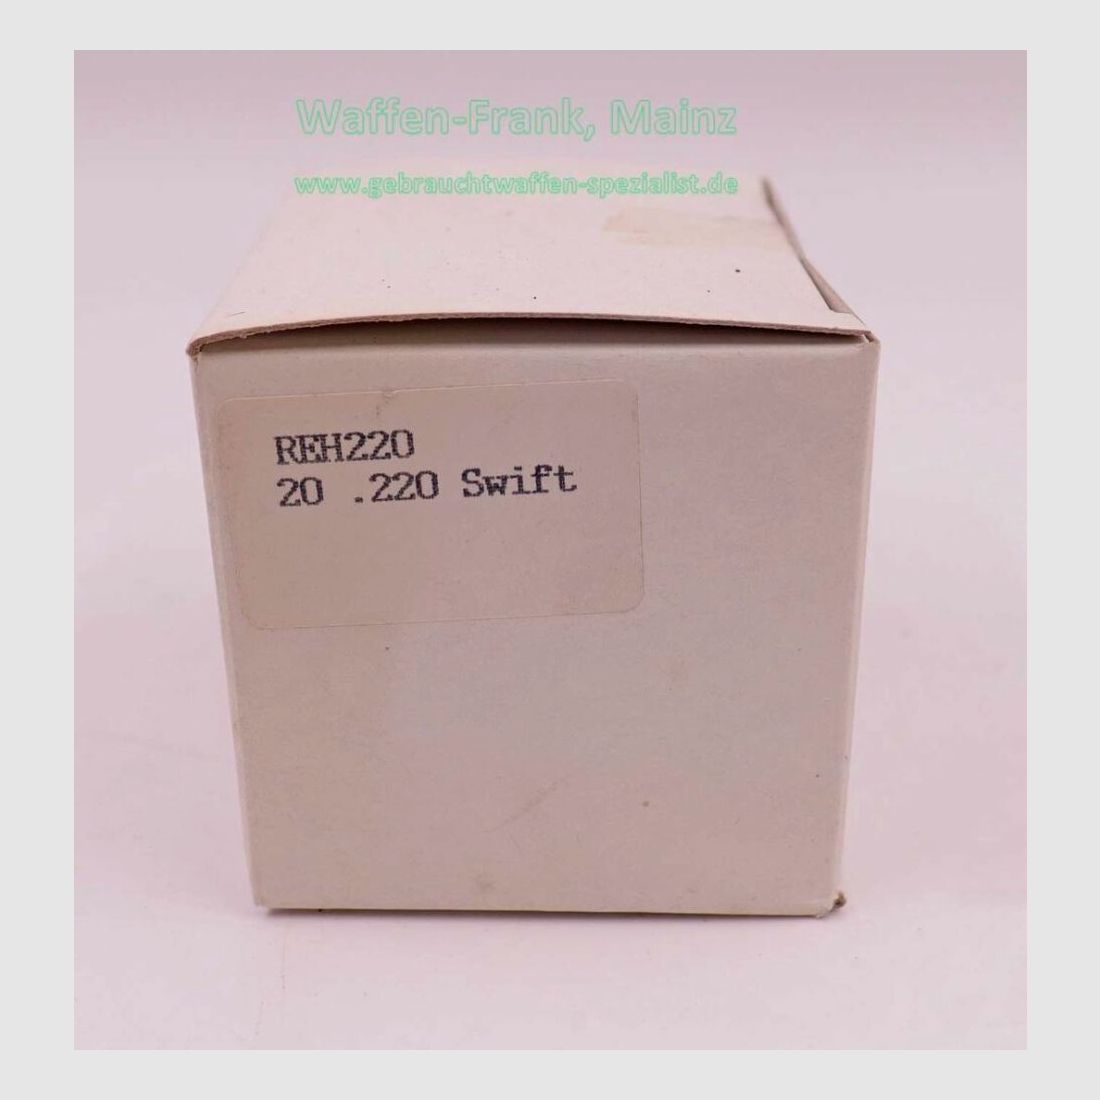 Waffen-Frank, Mainz
www.gebrauchtwaffen-spezialist.de
REH220
20 .220 Swift